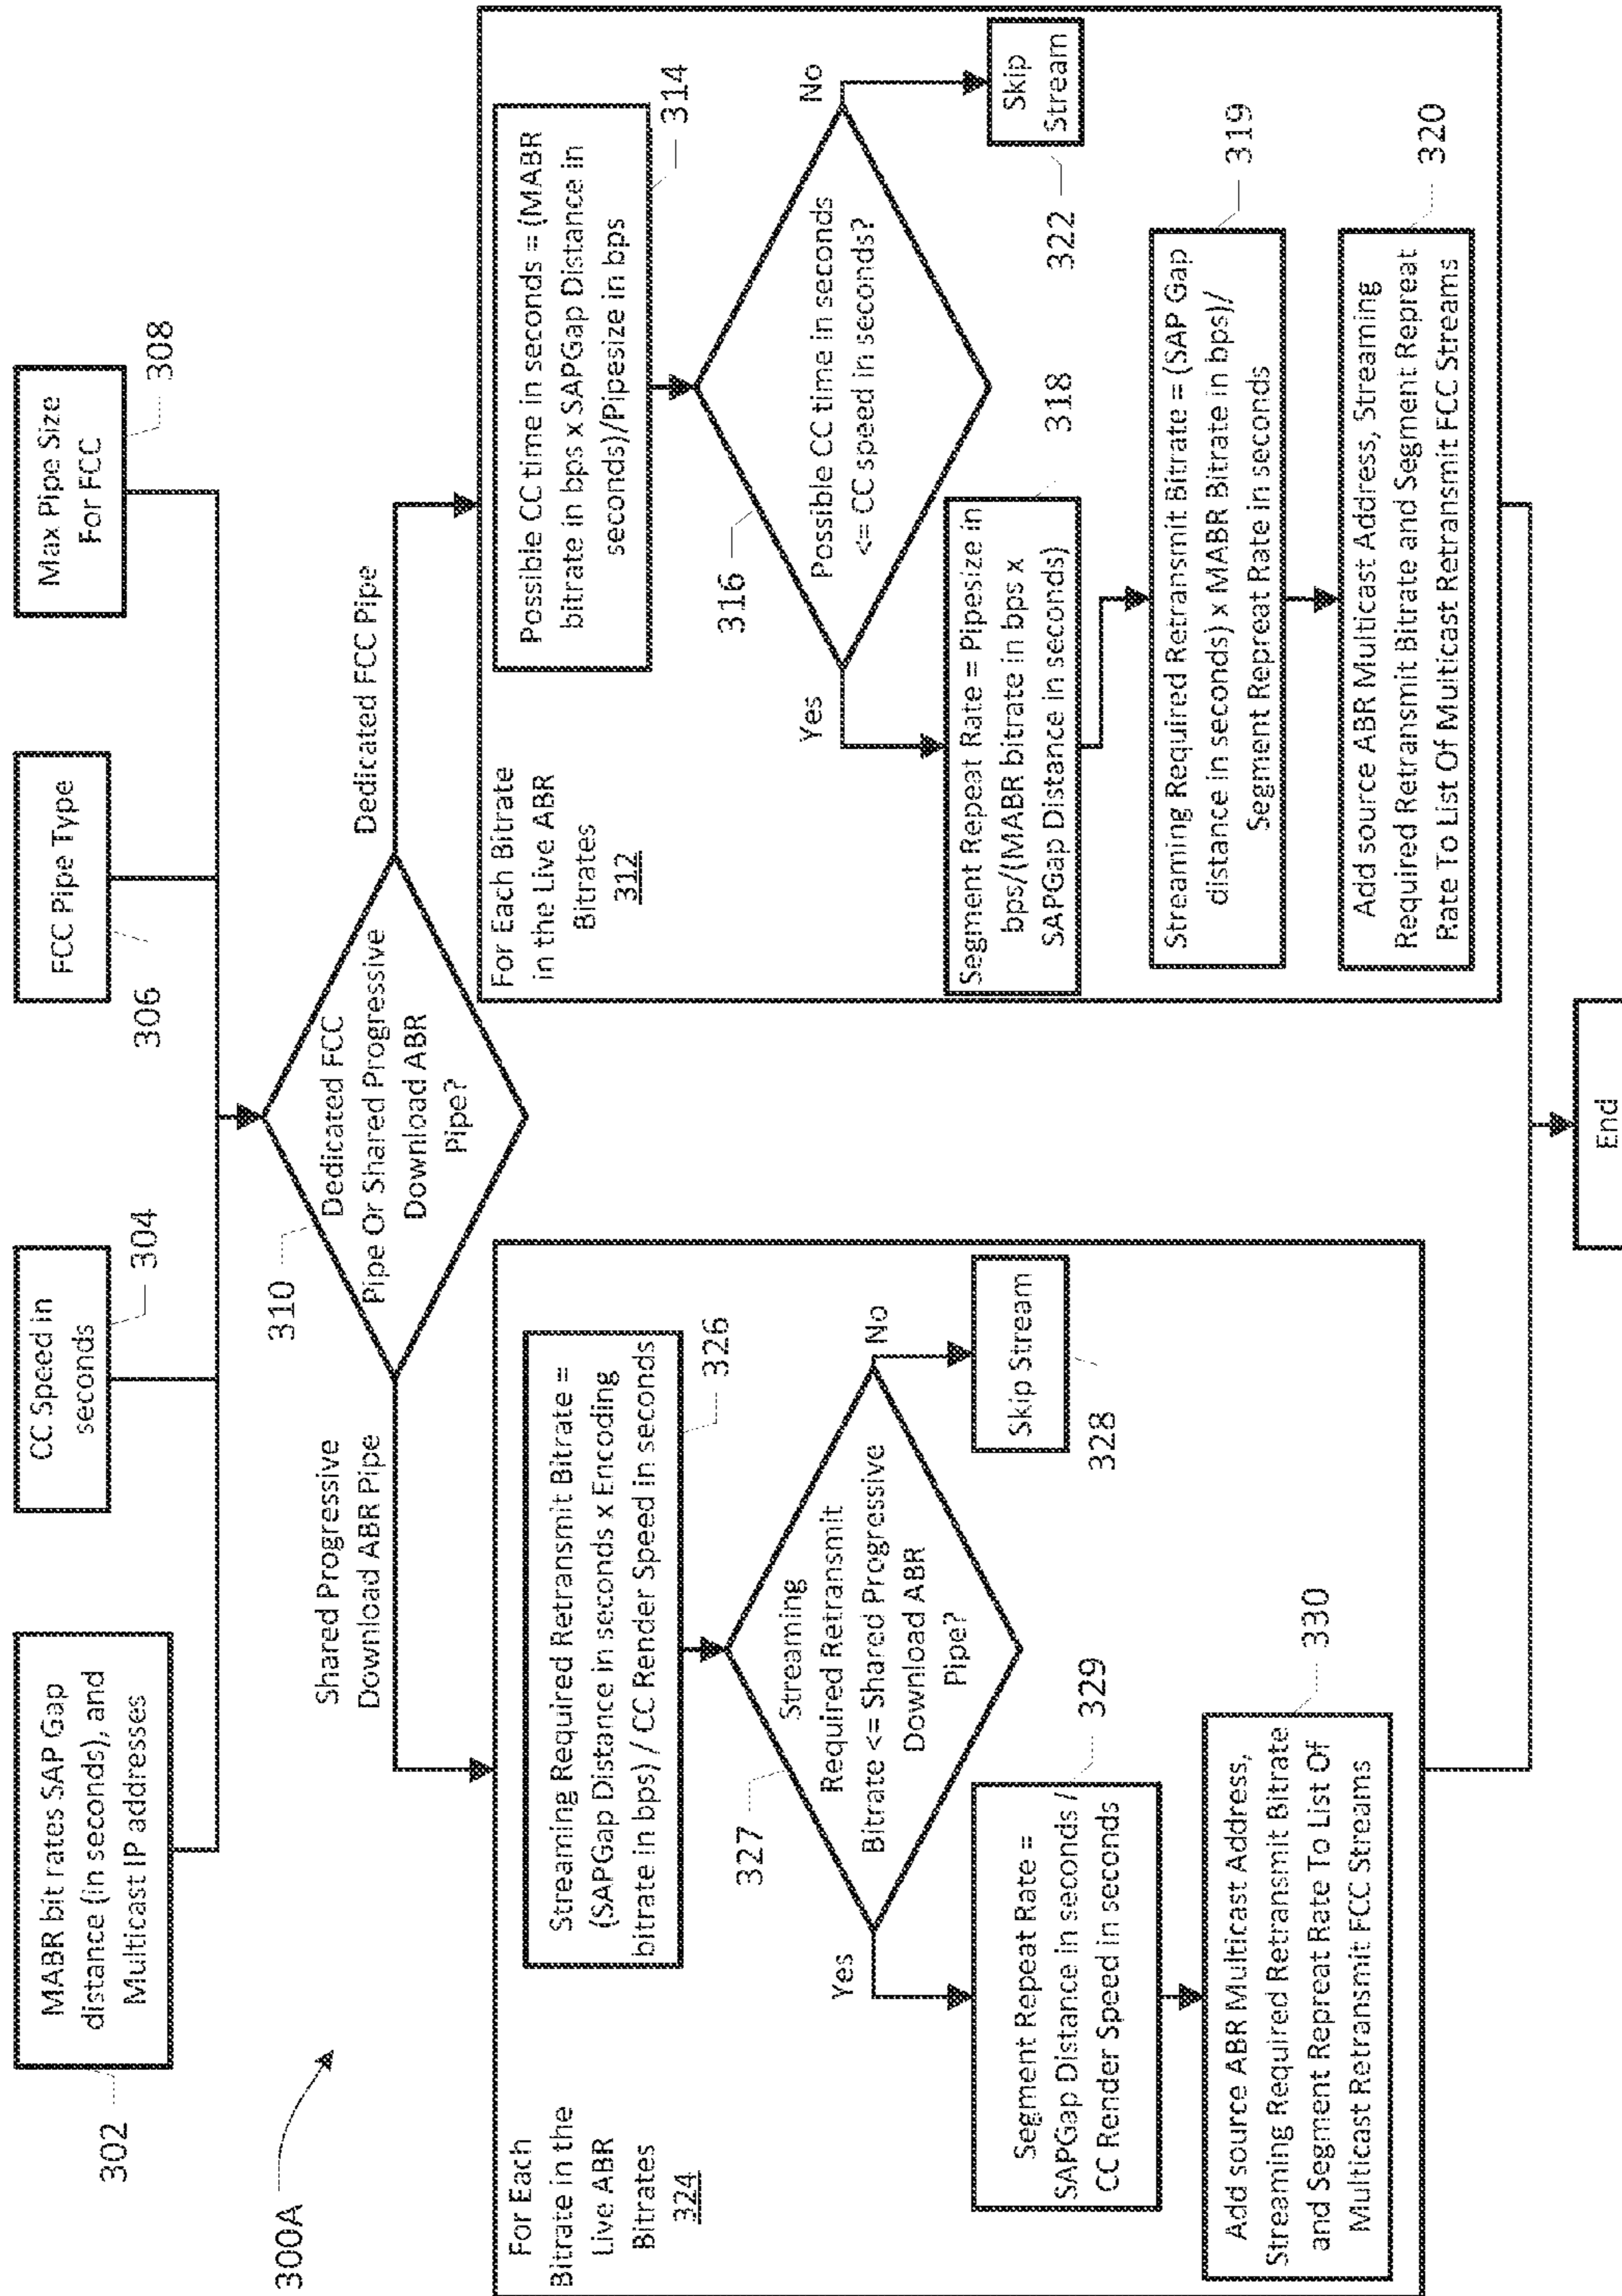 300A
MABR bit rates SAP Gap
distance (in seconds), and
Multicast IP addresses
302
CC Speed in
seconds
304
FCC Pipe Type
306
Max Pipe Size
For FCC
308
310
Dedicated FCC
Pipe Or Shared Progressive
Download ABR
Pipe?
Shared Progressive
Download ABR Pipe
Dedicated FCC Pipe
For Each
Bitrate in the
Live ABR
Bitrates
324
Streaming Required Retransmit Bitrate =
(SAPGap Distance in seconds x Encoding
bitrate in bps) / CC Render Speed in seconds
326
327
Streaming
Required Retransmit
Bitrate <= Shared Progressive
Download ABR
Pipe?
Yes
No
Skip Stream
328
Segment Repeat Rate =
SAPGap Distance in seconds /
CC Render Speed in seconds
329
Add source ABR Multicast Address,
Streaming Required Retransmit Bitrate
and Segment Repreat Rate To List Of
Multicast Retransmit FCC Streams
330
For Each Bitrate
in the Live ABR
Bitrates
312
Possible CC time in seconds = (MABR
bitrate in bps x SAPGap Distance in
seconds)/Pipesize in bps
314
316
Possible CC time in seconds
<= CC speed in seconds?
Yes
No
Skip
Stream
322
Segment Repeat Rate = Pipesize in
bps/(MABR bitrate in bps x
SAPGap Distance in seconds)
318
Streaming Required Retransmit Bitrate = (SAP Gap
distance in seconds) x MABR Bitrate in bps)/
Segment Repreat Rate in seconds
319
Add source ABR Multicast Address, Streaming
Required Retransmit Bitrate and Segment Repreat
Rate To List Of Multicast Retransmit FCC Streams
320
End